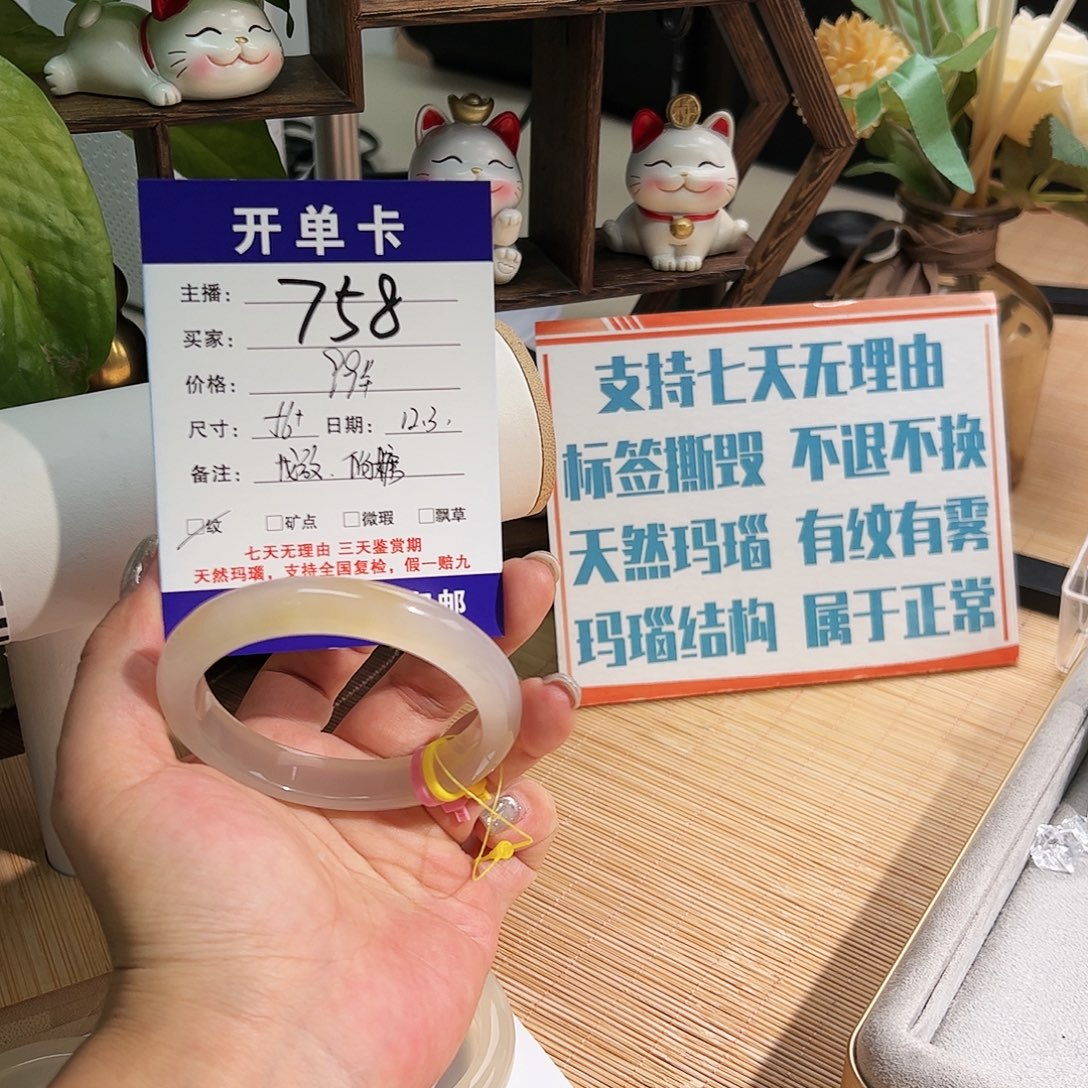 开单卡
主播：
758
买家：
价格： 99
尺寸： 56+ 日期： 12.3.
备注：
纹 矿点 微瑕 飘草
七天无理由 三天鉴赏期
天然玛瑙，支持全国复检，假一赔九
邮
支持七天无理由
标签撕毁 不退不换
天然玛瑙 有纹有雾
玛瑙结构 属于正常